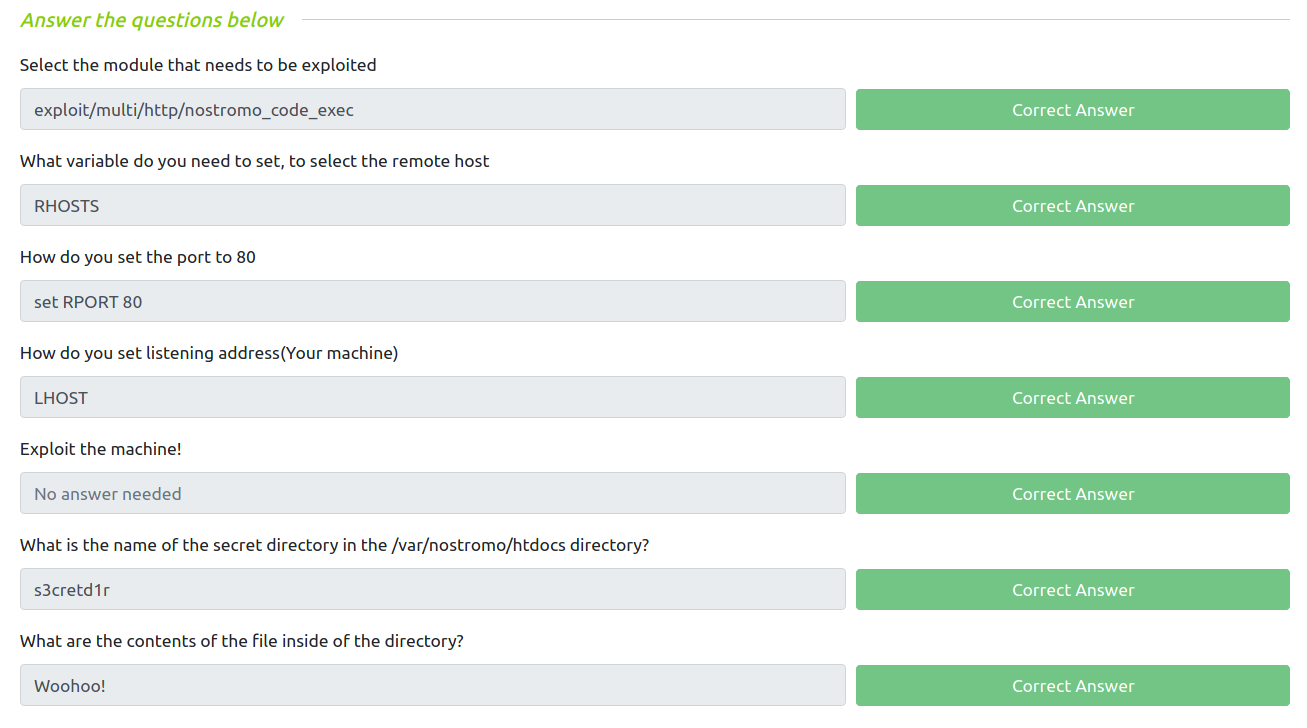 Answer the questions below
Select the module that needs to be exploited
exploit/multi/http/nostromo_code_exec
Correct Answer
What variable do you need to set, to select the remote host
RHOSTS
Correct Answer
How do you set the port to 80
set RPORT 80
Correct Answer
How do you set listening address(Your machine)
LHOST
Correct Answer
Exploit the machine!
No answer needed
Correct Answer
What is the name of the secret directory in the /var/nostromo/htdocs directory?
s3cretd1r
Correct Answer
What are the contents of the file inside of the directory?
Woohoo!
Correct Answer